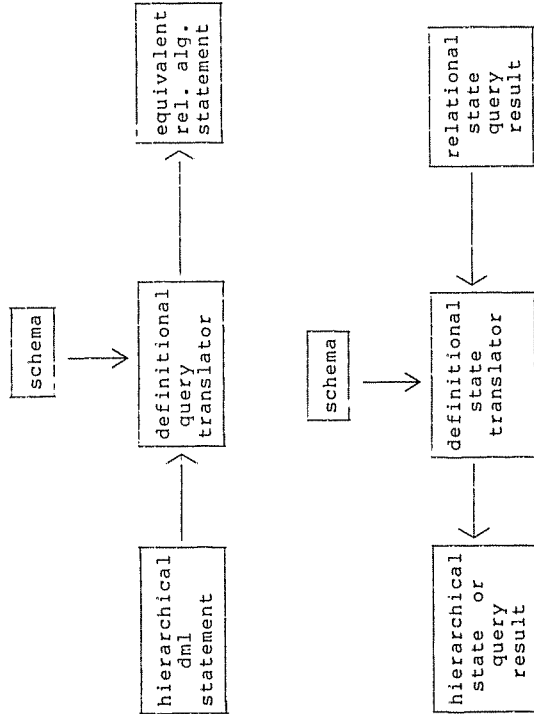 schema
hierarchical
dml
statement
definitional
query
translator
equivalent
rel. alg.
statement
schema
hierarchical
state or
query
result
definitional
state
translator
relational
state
query
result